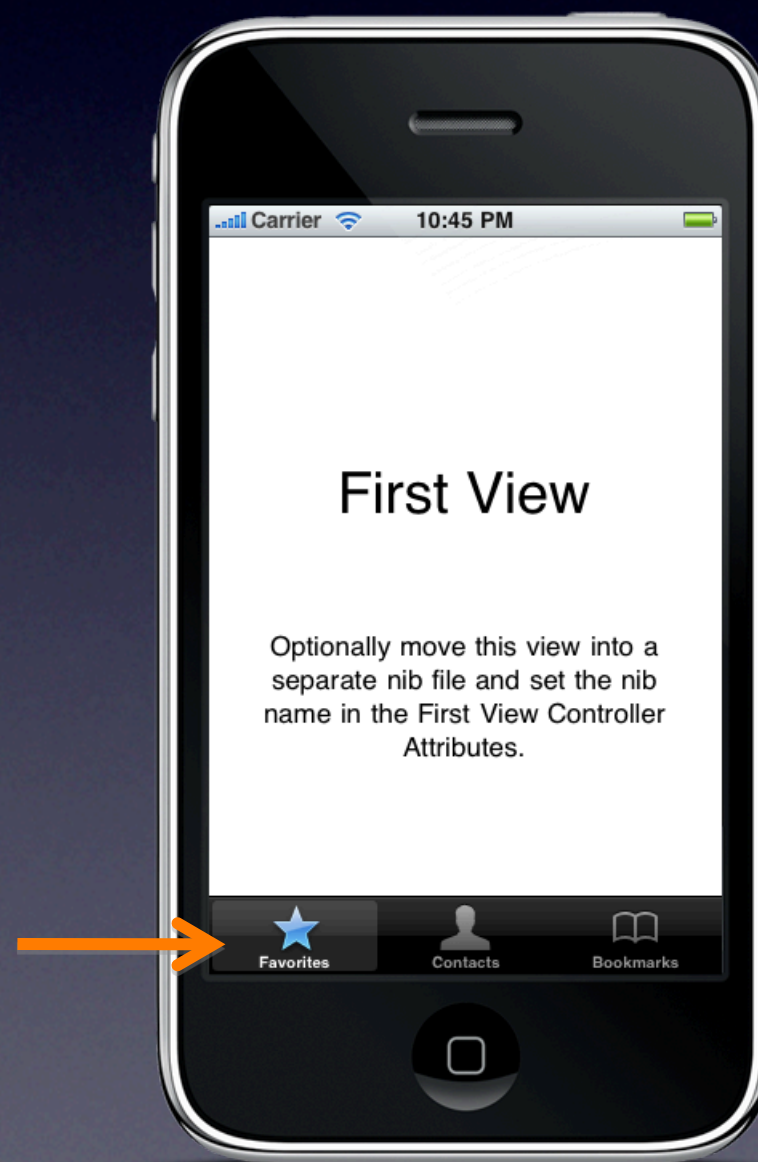 Carrier 10:45 PM
First View
Optionally move this view into a
separate nib file and set the nib
name in the First View Controller
Attributes.
Favorites Contacts Bookmarks